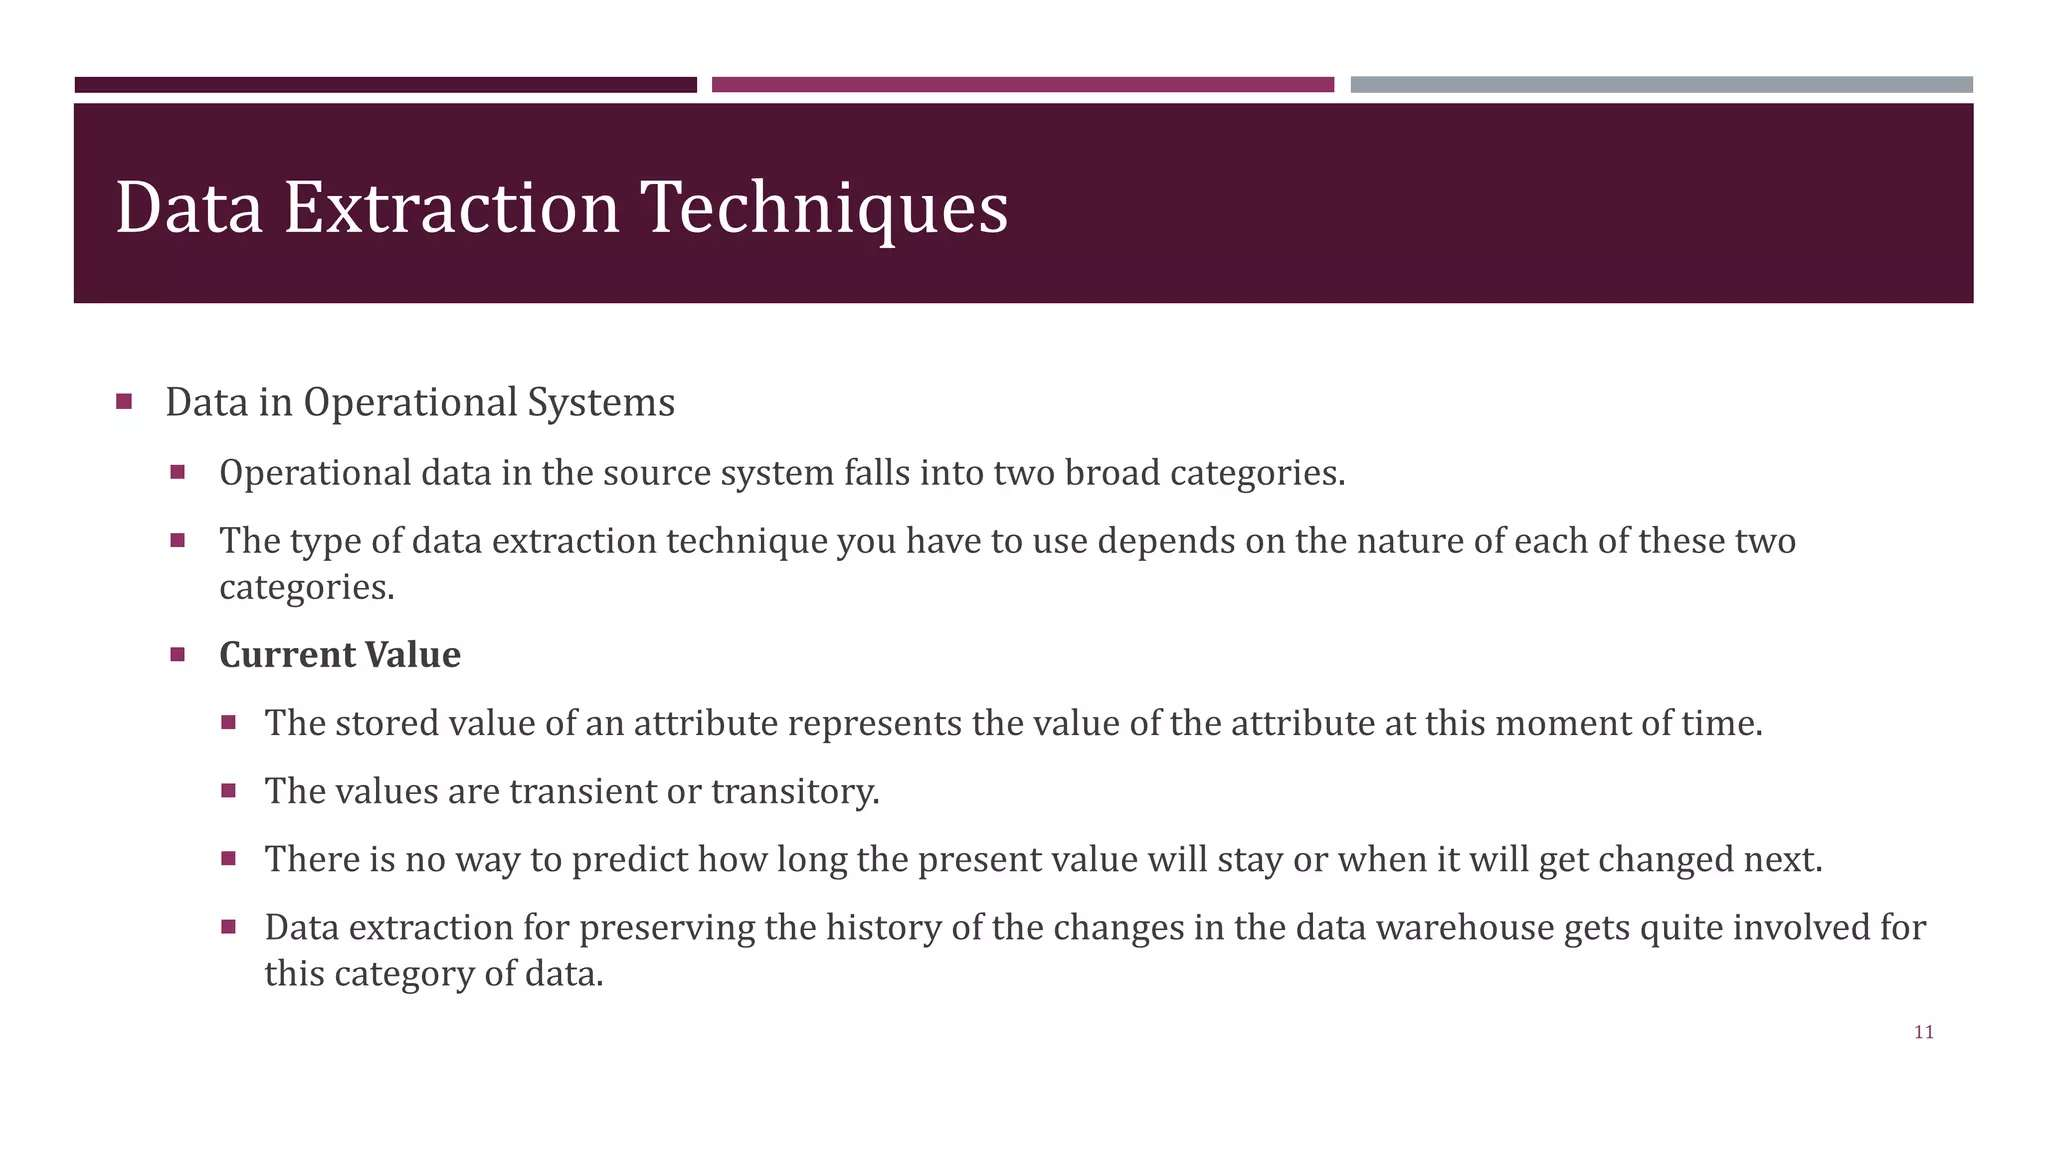 Data Extraction Techniques
Data in Operational Systems
Operational data in the source system falls into two broad categories.
The type of data extraction technique you have to use depends on the nature of each of these two
categories.
Current Value
The stored value of an attribute represents the value of the attribute at this moment of time.
The values are transient or transitory.
There is no way to predict how long the present value will stay or when it will get changed next.
Data extraction for preserving the history of the changes in the data warehouse gets quite involved for
this category of data.
11